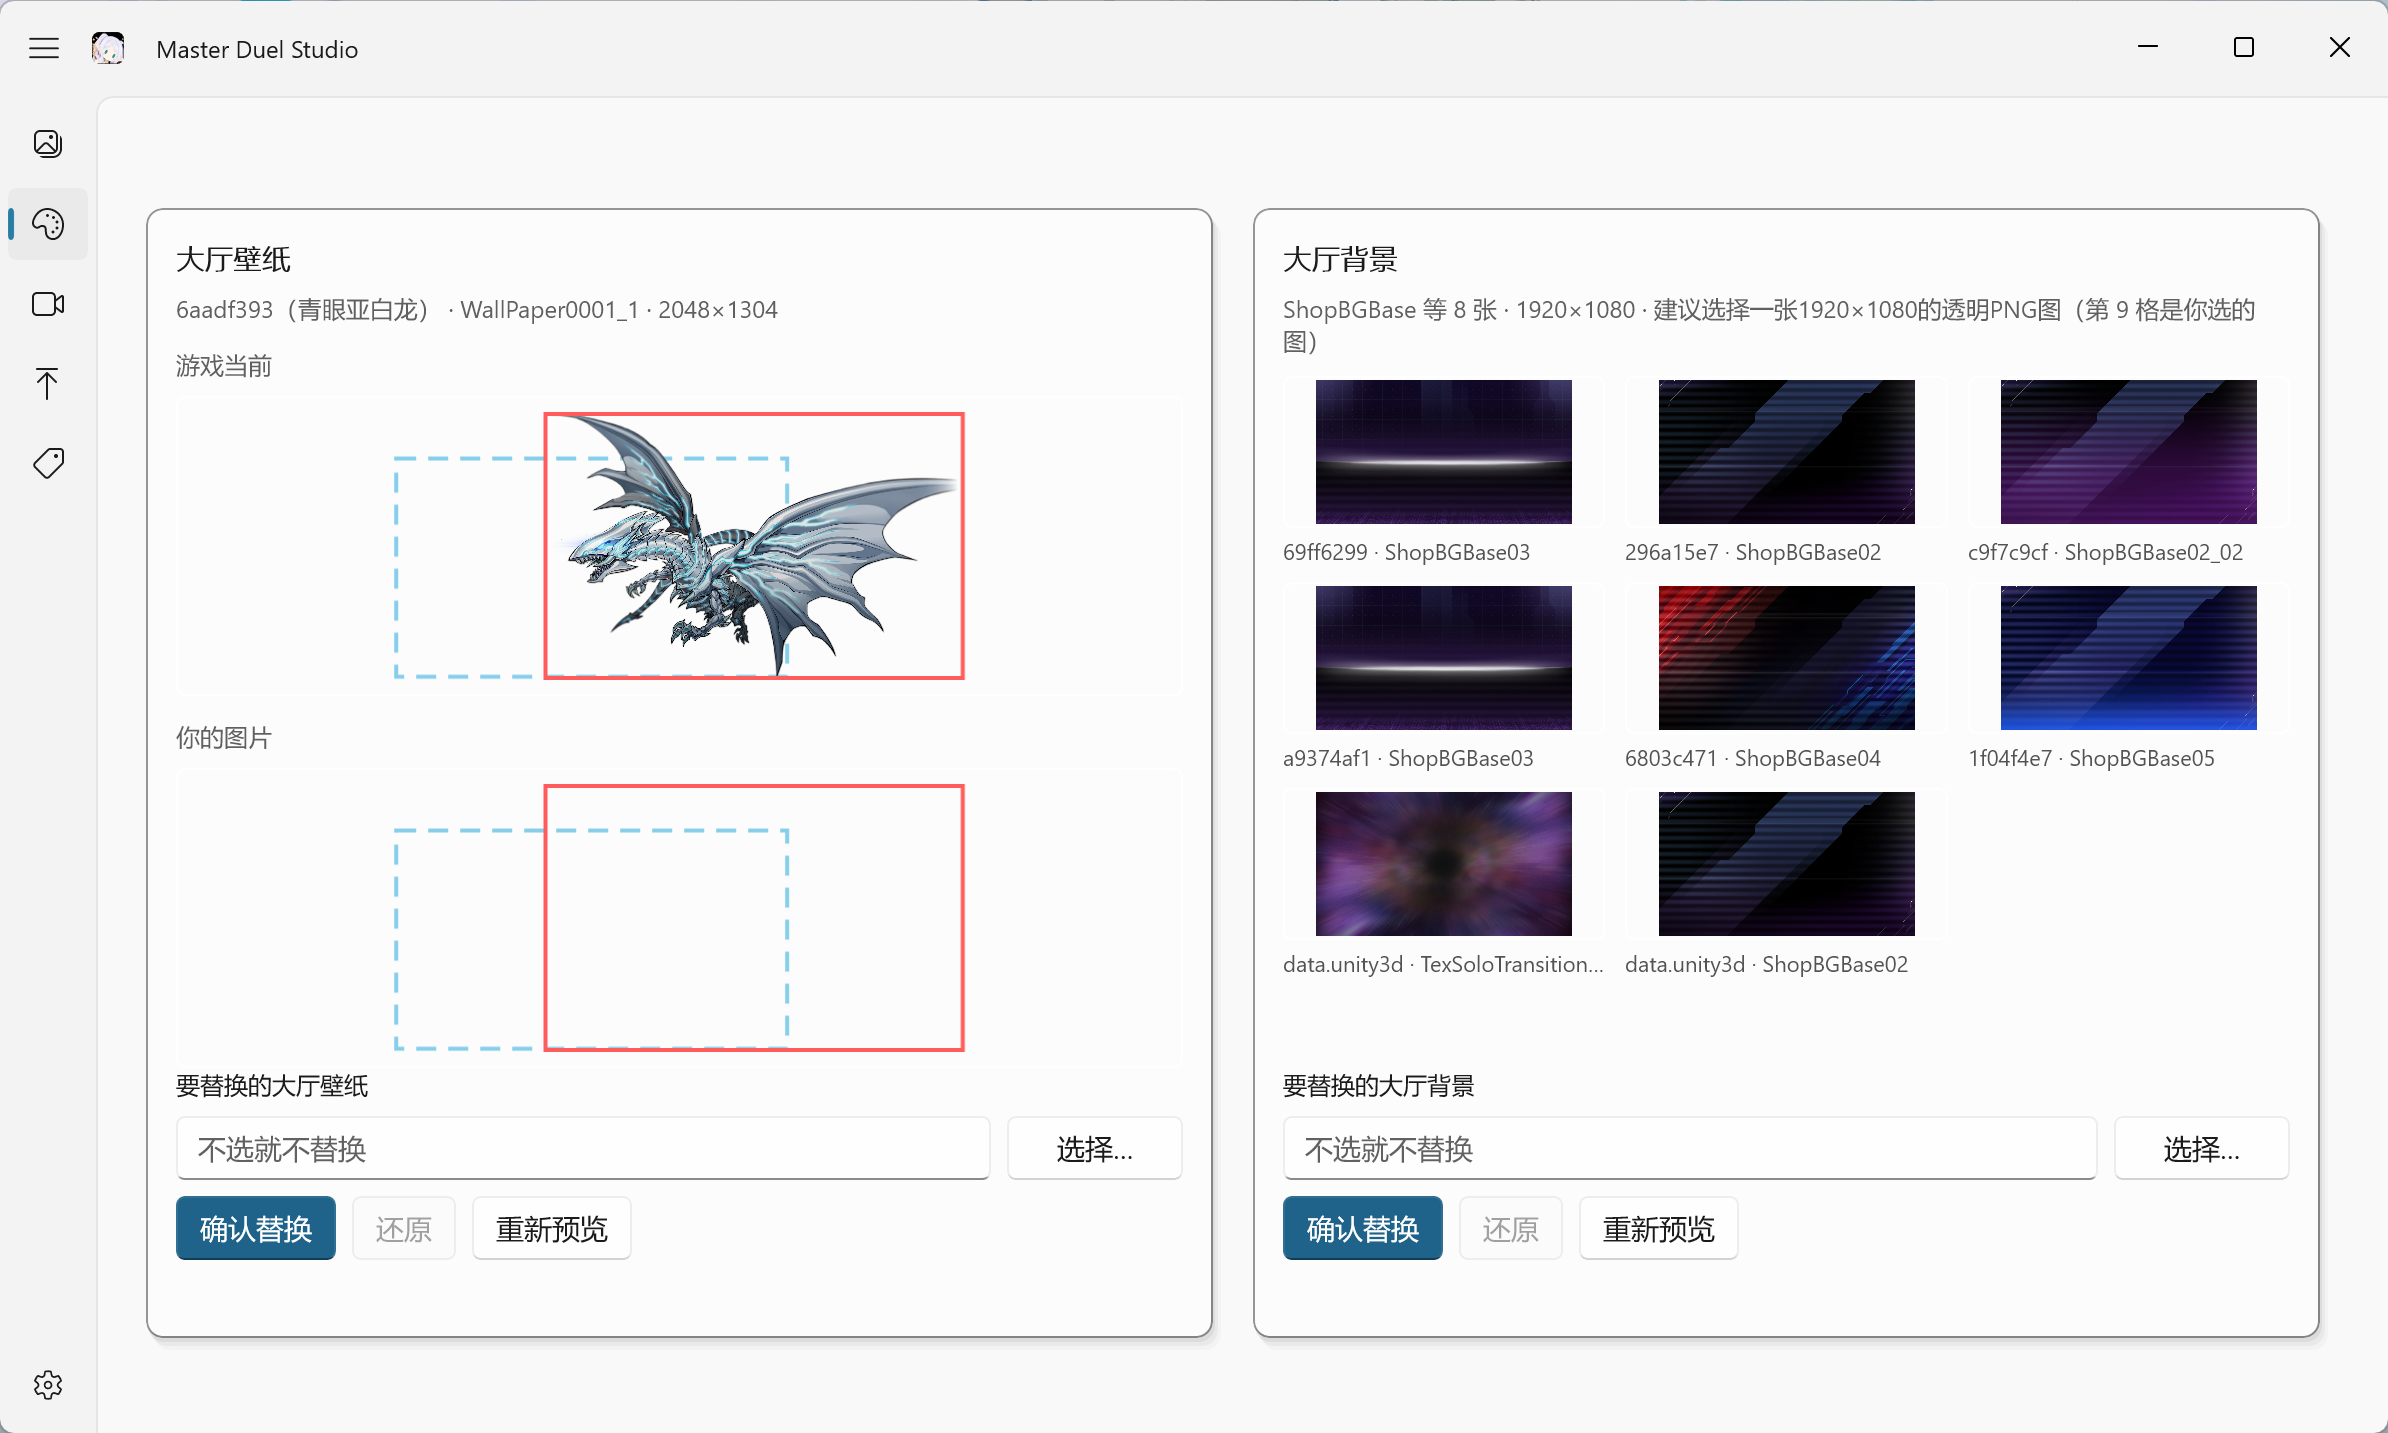 Master Duel Studio
大厅壁纸
6aadf393（青眼亚白龙） · WallPaper0001_1 · 2048×1304
游戏当前
你的图片
要替换的大厅壁纸
不选就不替换
选择...
确认替换
还原
重新预览
大厅背景
ShopBGBase 等 8 张 · 1920×1080 · 建议选择一张1920×1080的透明PNG图（第 9 格是你选的
图）
69ff6299 · ShopBGBase03
296a15e7 · ShopBGBase02
c9f7c9cf · ShopBGBase02_02
a9374af1 · ShopBGBase03
6803c471 · ShopBGBase04
1f04f4e7 · ShopBGBase05
data.unity3d · TexSoloTransition...
data.unity3d · ShopBGBase02
要替换的大厅背景
不选就不替换
选择...
确认替换
还原
重新预览